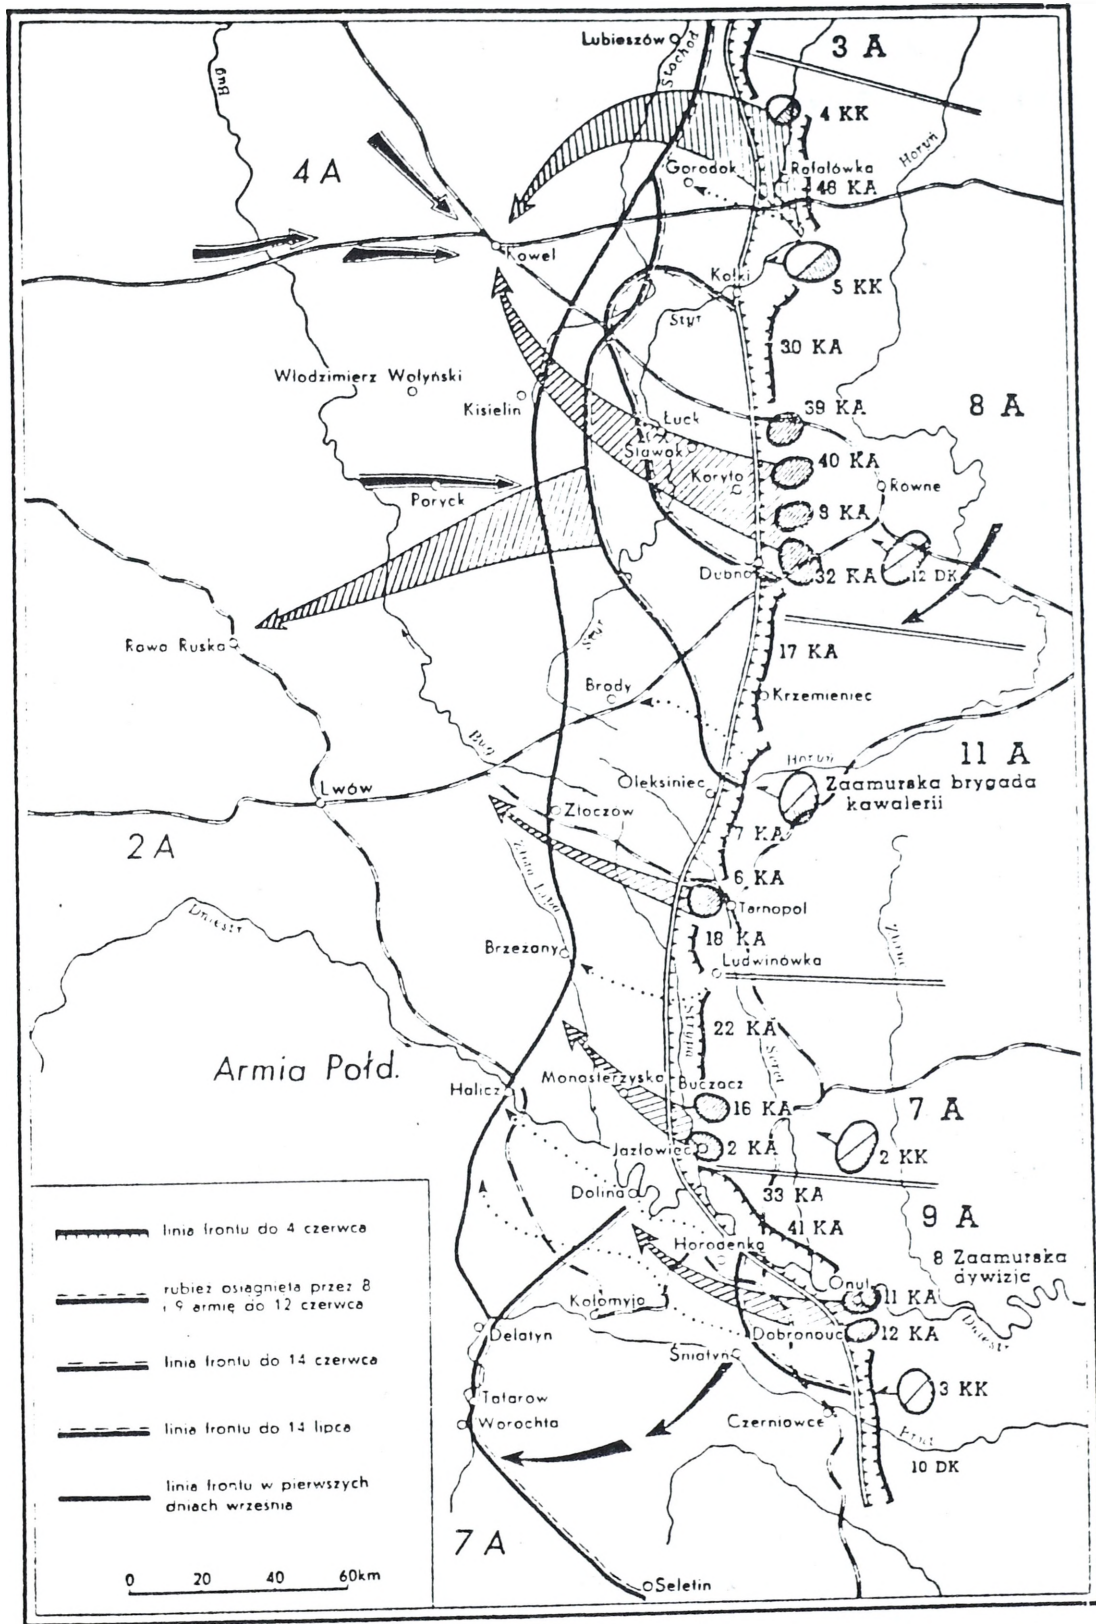 Lubieszów
3 A
Stochod
Bug
4 KK
4 A
Horyń
Gorodok
Rafałówka
46 KA
Kowel
Kołki
5 KK
Styr
30 KA
Włodzimierz Wołyński
Kisielin
39 KA
8 A
Łuck
Sławok
40 KA
Koryto
Równe
Poryck
8 KA
Dubno
32 KA
12 DK
Rawa Ruska
Styr
17 KA
Brody
Krzemieniec
Bug
Horyń
11 A
Oleksiniec
Zaamurska brygada
kawalerii
Lwów
Złoczów
7 KA
2 A
Złota Lipa
6 KA
Tarnopol
Dniestr
18 KA
Brzezany
Ludwinówka
22 KA
Strypa
Seret
Armia Połd.
Monasterzyska
Buczacz
Halicz
16 KA
7 A
Jazłowiec
2 KA
2 KK
Dolina
33 KA
41 KA
9 A
Horodenka
8 Zaamurska
dywizja
Onut
11 KA
Kołomyja
Dniestr
Delatyn
Dobronouc
12 KA
Śniatyn
3 KK
Tatarow
Worochta
Czerniowce
Prut
10 DK
7 A
Seletin
linia frontu do 4 czerwca
rubież osiągnięta przez 8
i 9 armię do 12 czerwca
linia frontu do 14 czerwca
linia frontu do 14 lipca
linia frontu w pierwszych
dniach wrzesnia
0 20 40 60km